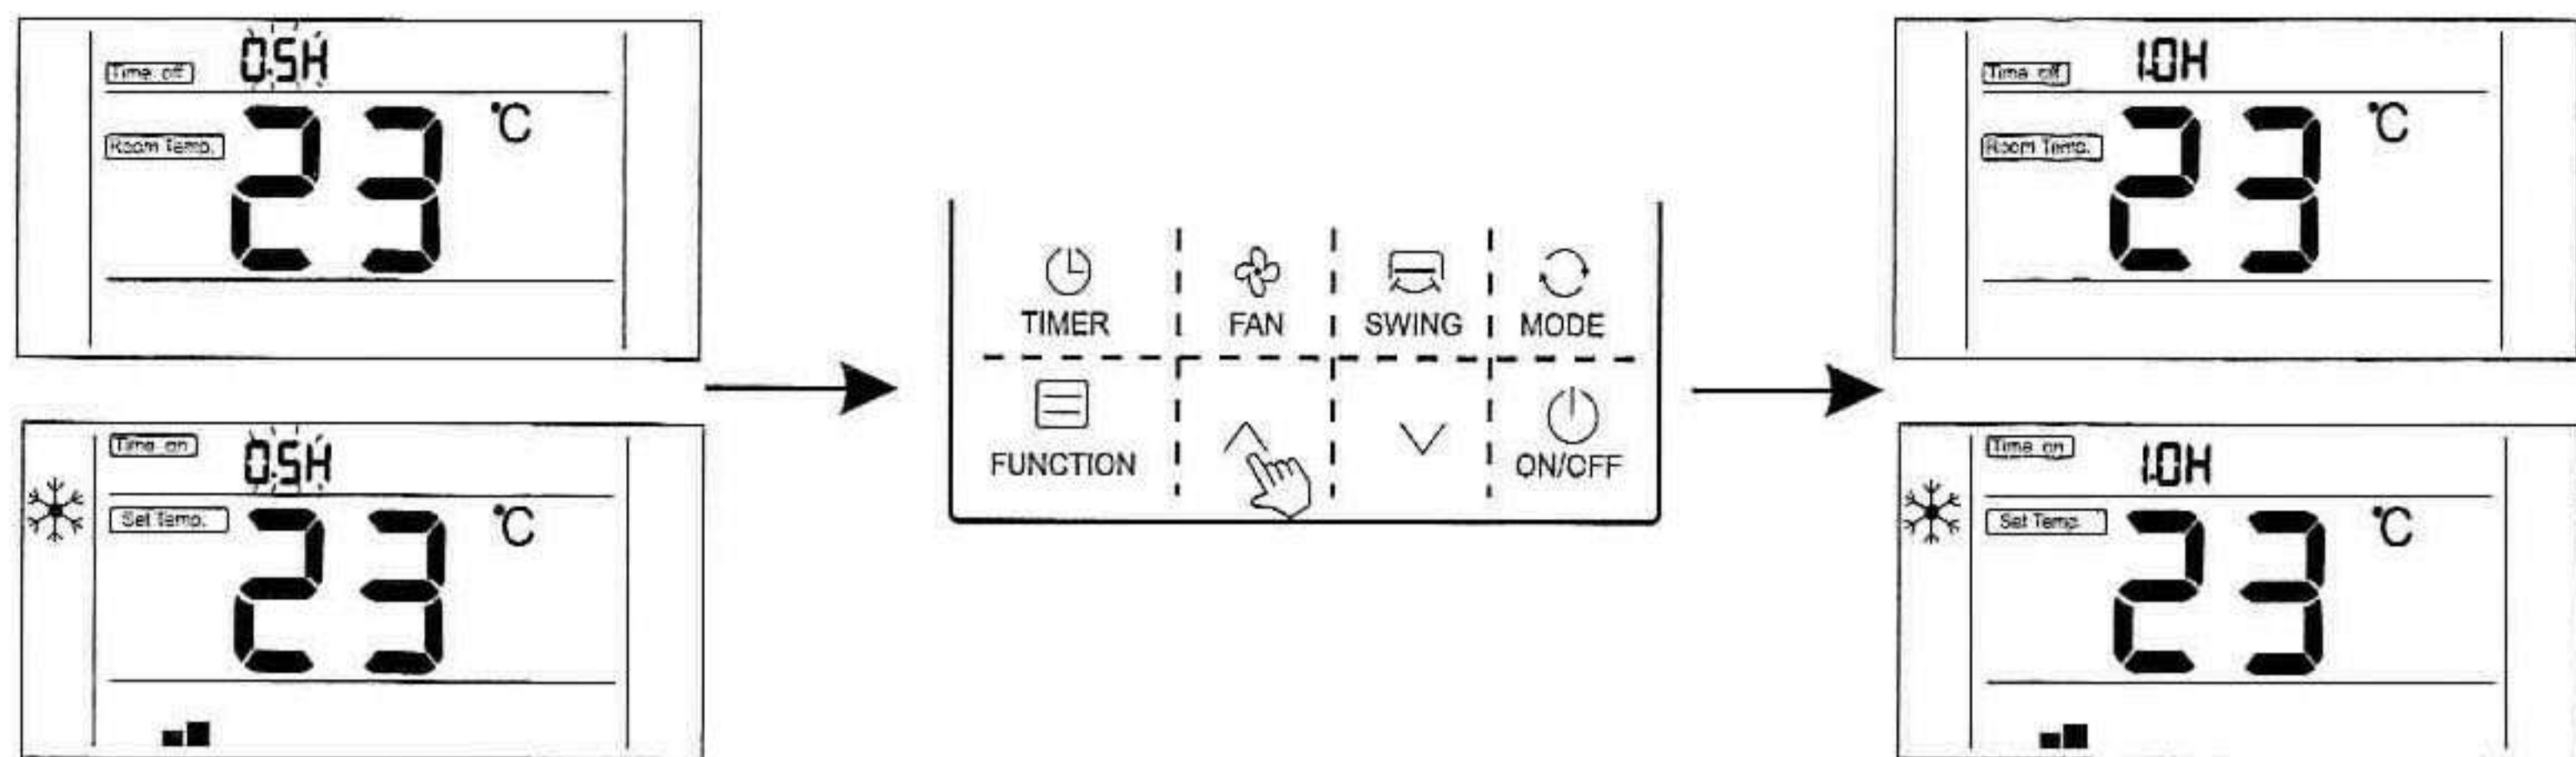 Time off 0.5H
Room Temp. 23 °C
Time on 0.5H
Set Temp. 23 °C
TIMER FAN SWING MODE
FUNCTION ON/OFF
Time off 1.0H
Room Temp. 23 °C
Time on 1.0H
Set Temp. 23 °C